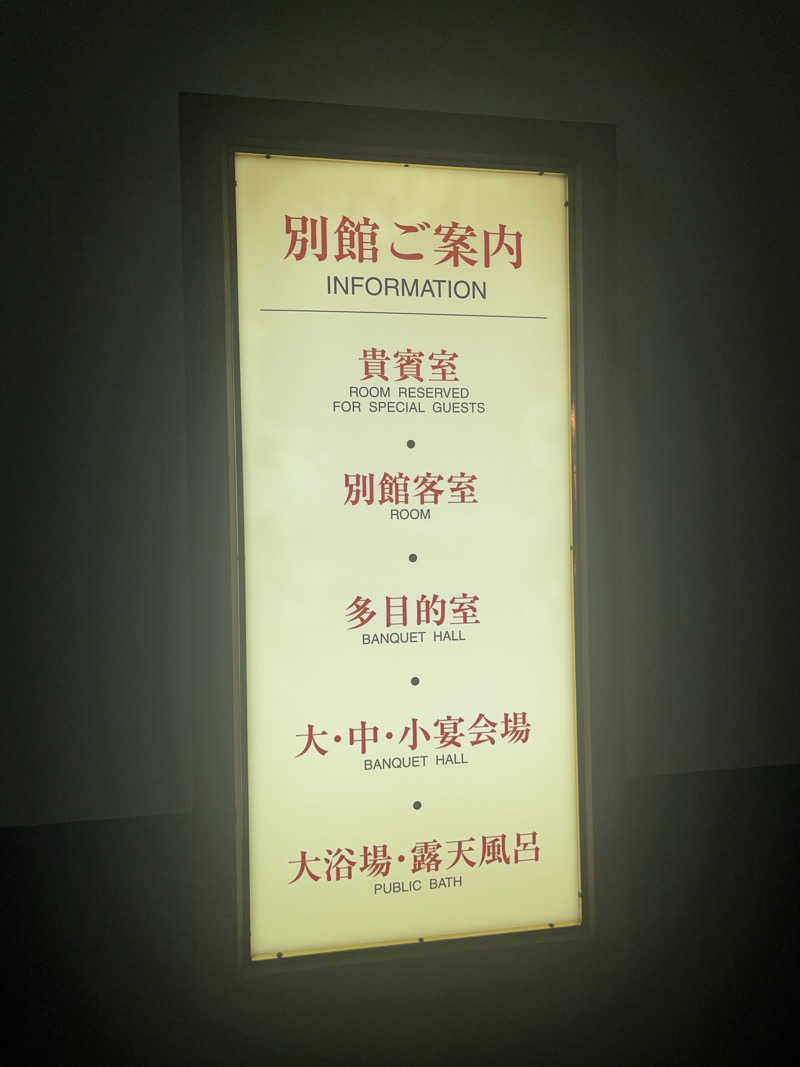 別館ご案内
INFORMATION
貴賓室
ROOM RESERVED
FOR SPECIAL GUESTS
別館客室
ROOM
多目的室
BANQUET HALL
大・中・小宴会場
BANQUET HALL
大浴場・露天風呂
PUBLIC BATH